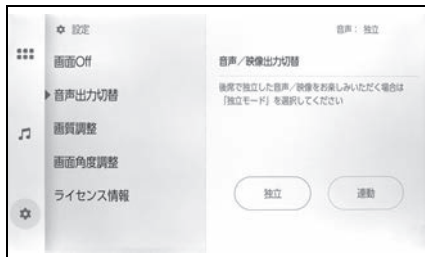 設定
音声： 独立
画面Off
音声出力切替
画質調整
画面角度調整
ライセンス情報
音声／映像出力切替
後席で独立した音声／映像をお楽しみいただく場合は
「独立モード」を選択してください
独立
連動